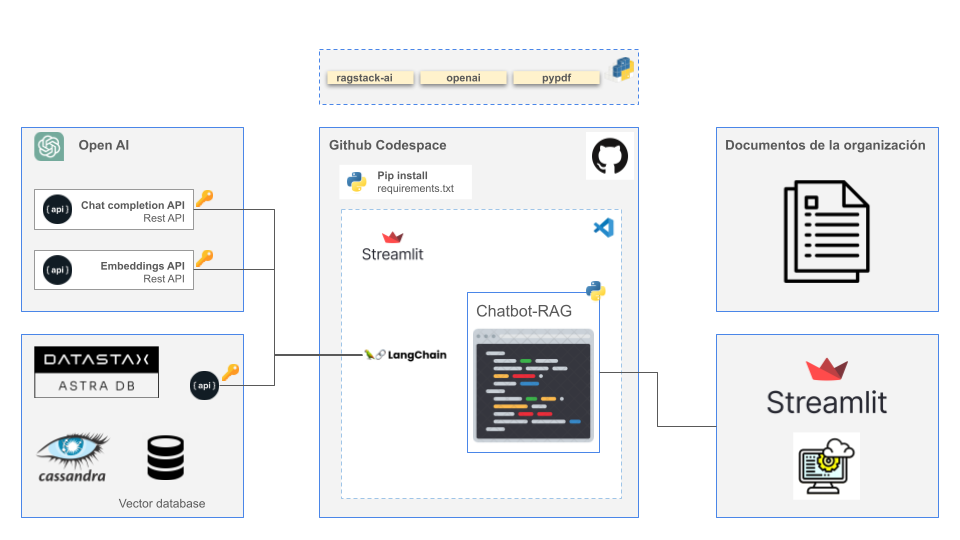 ragstack-ai
openai
pypdf
Open AI
{ api }
Chat completion API
Rest API
{ api }
Embeddings API
Rest API
DATASTAX
ASTRA DB
{ api }
cassandra
Vector database
Github Codespace
Pip install
requirements.txt
Streamlit
LangChain
Chatbot-RAG
Documentos de la organización
Streamlit